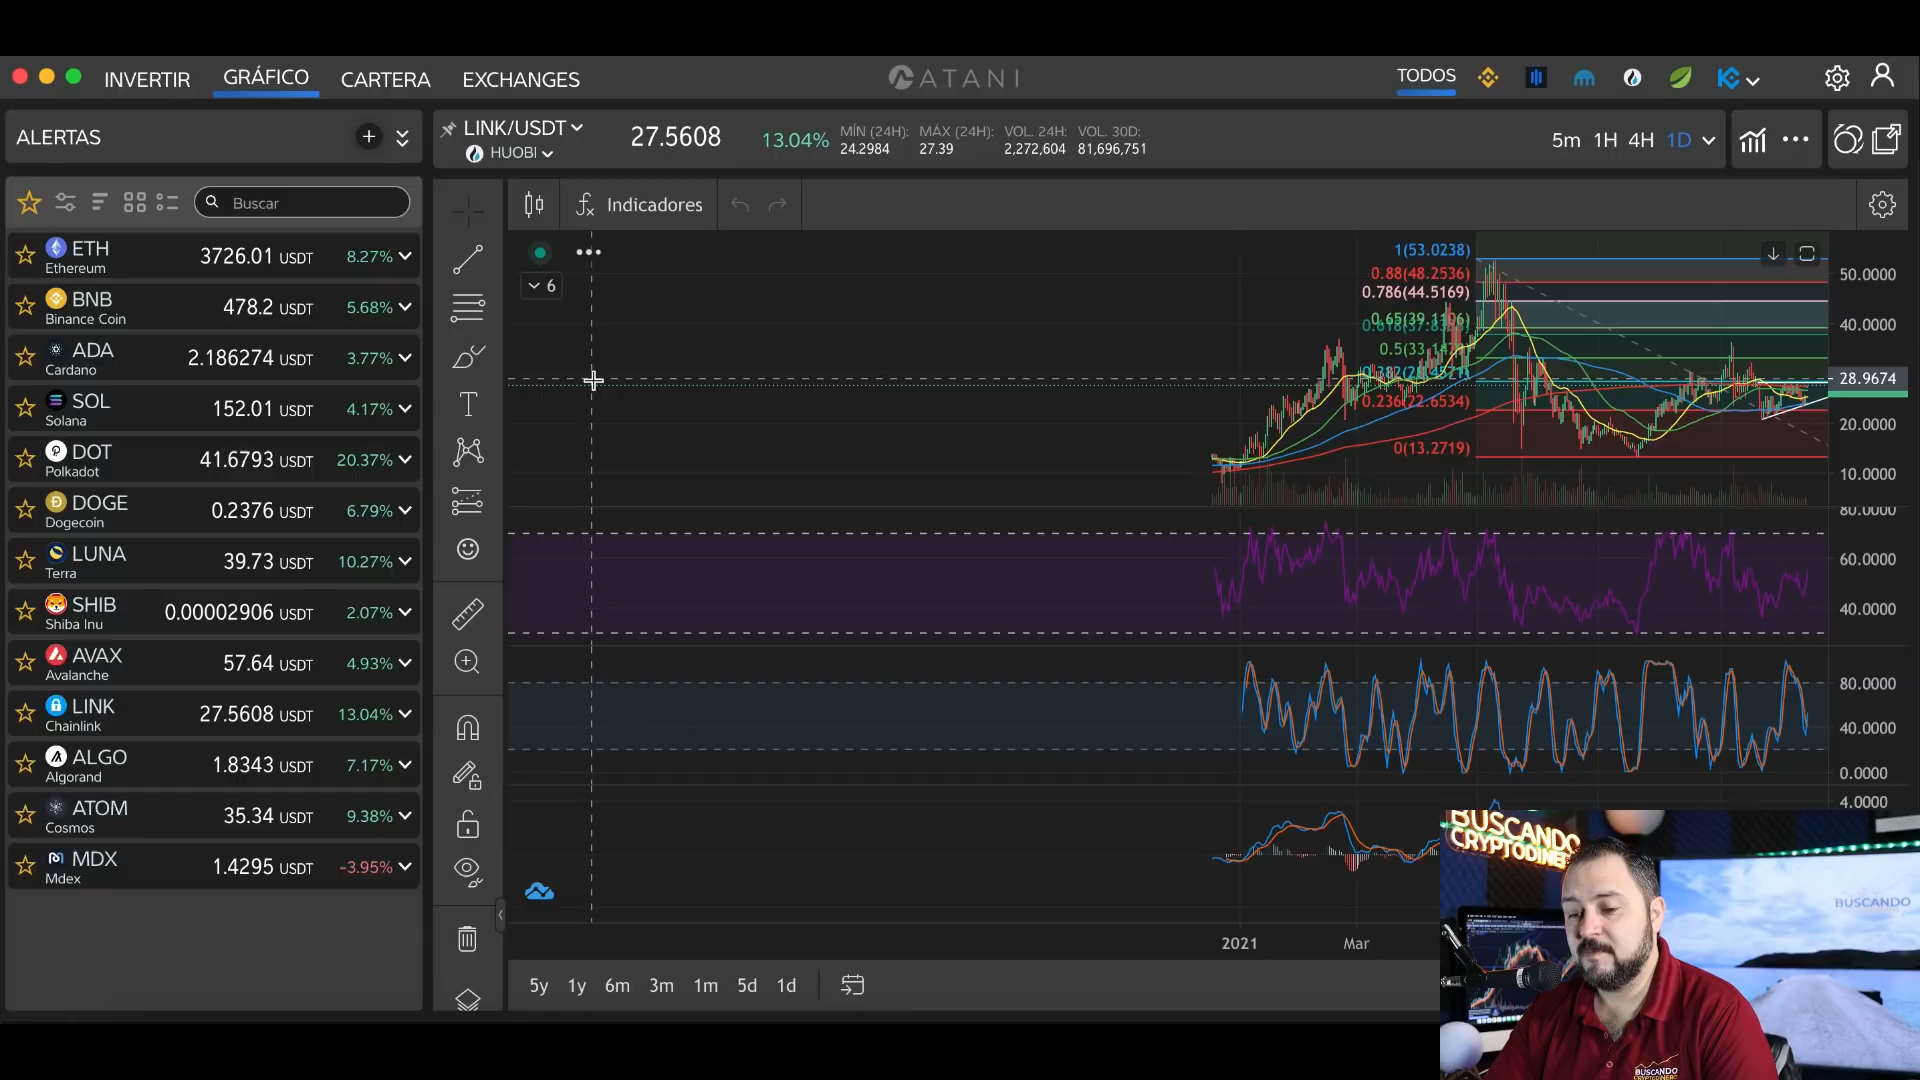 INVERTIR GRÁFICO CARTERA EXCHANGES
ATANI
TODOS
ALERTAS
LINK/USDT
HUOBI
27.5608
13.04%
MÍN (24H):
24.2984
MÁX (24H):
27.39
VOL. 24H:
2,272,604
VOL. 30D:
81,696,751
5m 1H 4H 1D
Buscar
Indicadores
6
ETH
Ethereum
3726.01 USDT
8.27%
BNB
Binance Coin
478.2 USDT
5.68%
ADA
Cardano
2.186274 USDT
3.77%
SOL
Solana
152.01 USDT
4.17%
DOT
Polkadot
41.6793 USDT
20.37%
DOGE
Dogecoin
0.2376 USDT
6.79%
LUNA
Terra
39.73 USDT
10.27%
SHIB
Shiba Inu
0.00002906 USDT
2.07%
AVAX
Avalanche
57.64 USDT
4.93%
LINK
Chainlink
27.5608 USDT
13.04%
ALGO
Algorand
1.8343 USDT
7.17%
ATOM
Cosmos
35.34 USDT
9.38%
MDX
Mdex
1.4295 USDT
-3.95%
1(53.0238)
0.88(48.2536)
0.786(44.5169)
0.236(22.6534)
0(13.2719)
50.0000
40.0000
28.9674
20.0000
10.0000
80.0000
60.0000
40.0000
80.0000
40.0000
0.0000
4.0000
2021
Mar
5y 1y 6m 3m 1m 5d 1d
BUSCANDO
CRYPTODINERO
BUSCANDO
BUSCANDO
CRYPTODINERO